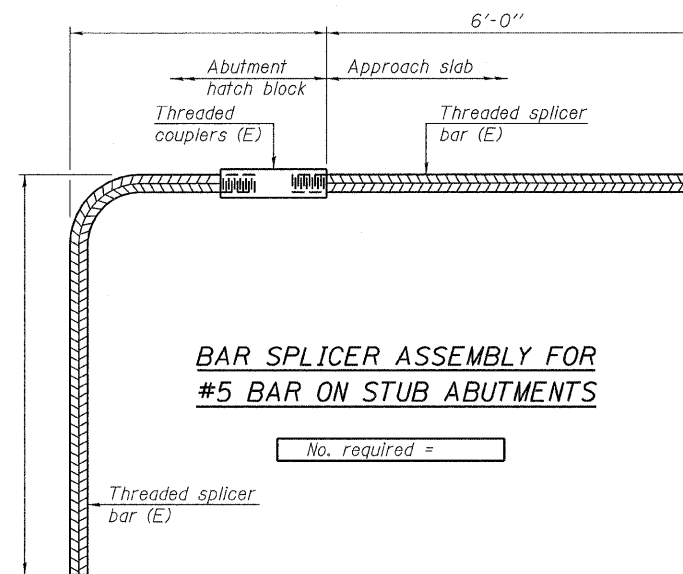 6'-0"
Abutment
hatch block
Approach slab
Threaded
couplers (E)
Threaded splicer
bar (E)
BAR SPLICER ASSEMBLY FOR
#5 BAR ON STUB ABUTMENTS
No. required =
Threaded splicer
bar (E)